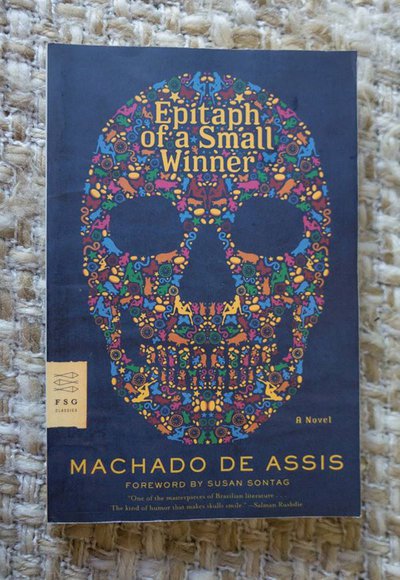 Epitaph
of a Small
Winner
FSG
CLASSICS
A Novel
MACHADO DE ASSIS
FOREWORD BY SUSAN SONTAG
"One of the masterpieces of Brazilian literature . . .
The kind of humor that makes skulls smile." —Salman Rushdie